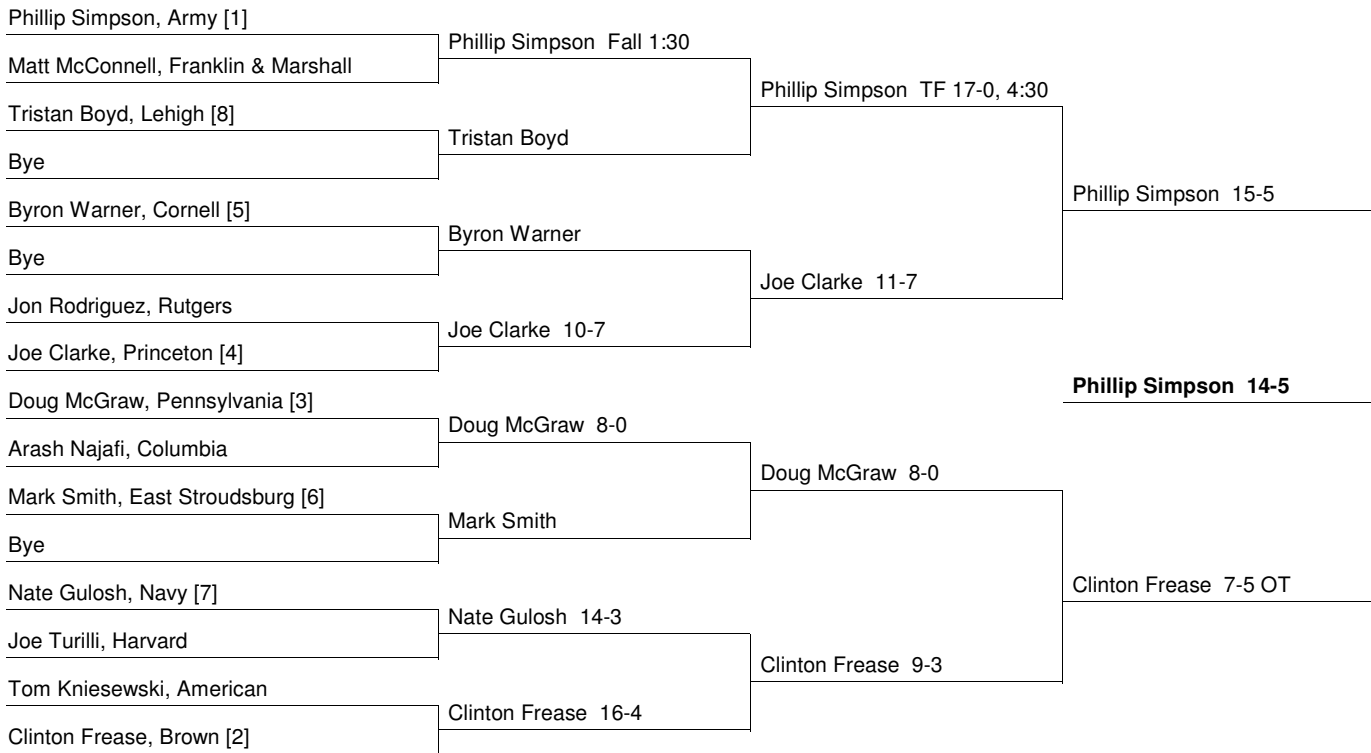 Phillip Simpson, Army [1]
Matt McConnell, Franklin & Marshall
Tristan Boyd, Lehigh [8]
Bye
Byron Warner, Cornell [5]
Bye
Jon Rodriguez, Rutgers
Joe Clarke, Princeton [4]
Doug McGraw, Pennsylvania [3]
Arash Najafi, Columbia
Mark Smith, East Stroudsburg [6]
Bye
Nate Gulosh, Navy [7]
Joe Turilli, Harvard
Tom Kniesewski, American
Clinton Frease, Brown [2]
Phillip Simpson Fall 1:30
Tristan Boyd
Byron Warner
Joe Clarke 10-7
Doug McGraw 8-0
Mark Smith
Nate Gulosh 14-3
Clinton Frease 16-4
Phillip Simpson TF 17-0, 4:30
Joe Clarke 11-7
Doug McGraw 8-0
Clinton Frease 9-3
Phillip Simpson 15-5
Clinton Frease 7-5 OT
Phillip Simpson 14-5